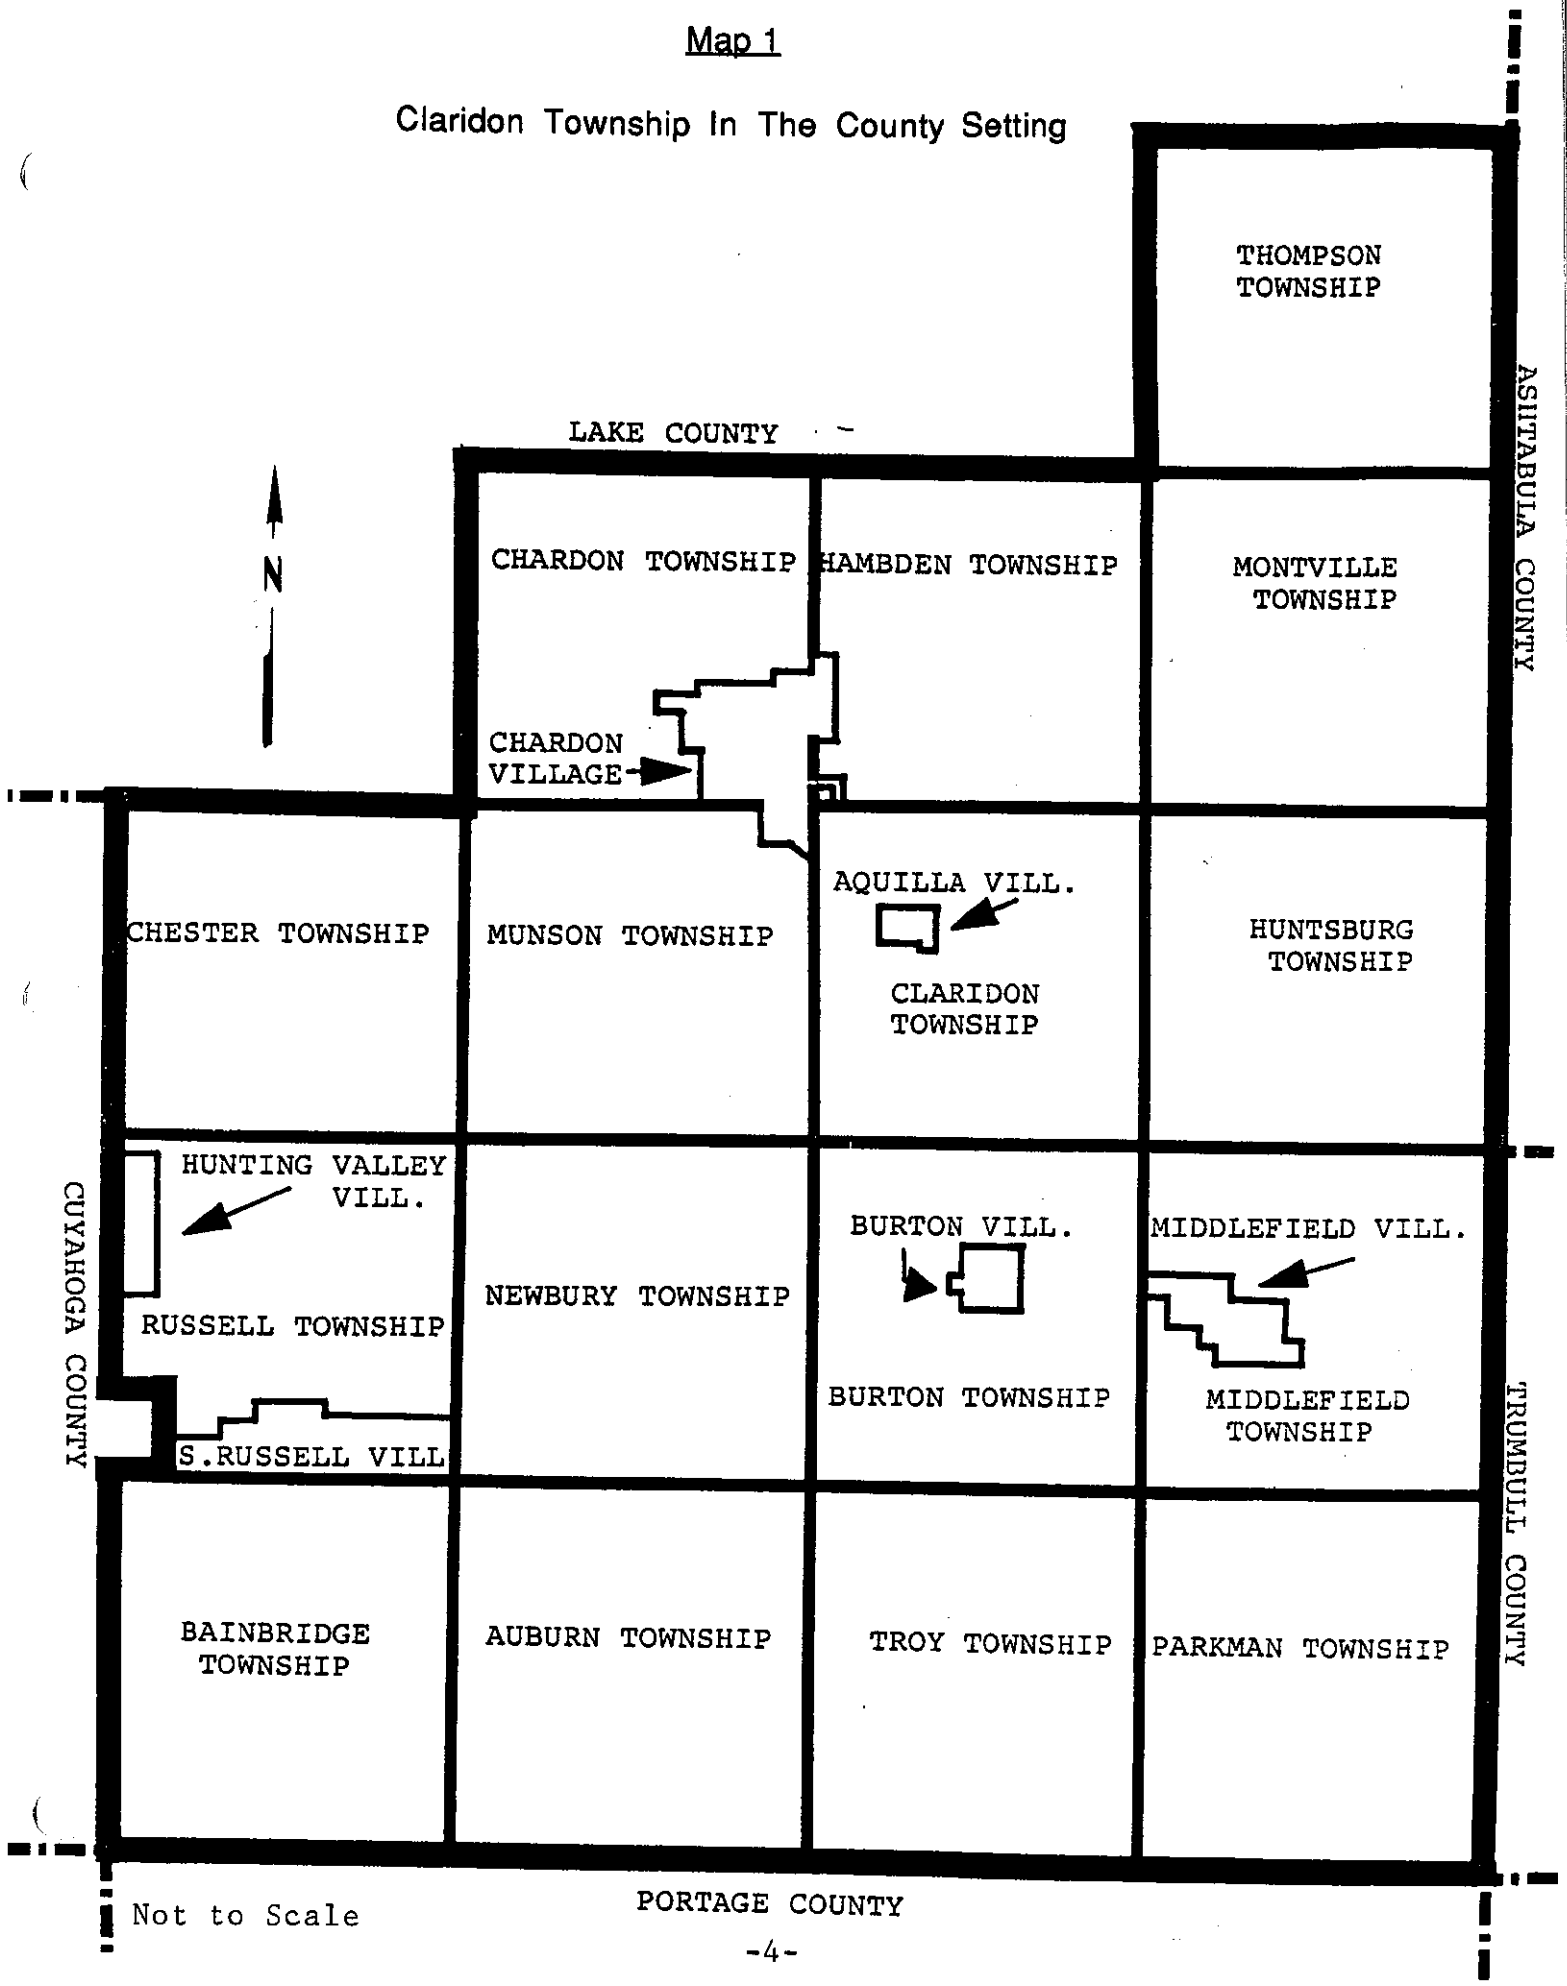 Map 1
Claridon Township In The County Setting
THOMPSON
TOWNSHIP
ASHTABULA COUNTY
LAKE COUNTY
N
CHARDON TOWNSHIP
HAMBDEN TOWNSHIP
MONTVILLE
TOWNSHIP
CHARDON
VILLAGE
AQUILLA VILL.
CHESTER TOWNSHIP
MUNSON TOWNSHIP
HUNTSBURG
TOWNSHIP
CLARIDON
TOWNSHIP
HUNTING VALLEY
VILL.
CUYAHOGA COUNTY
BURTON VILL.
MIDDLEFIELD VILL.
NEWBURY TOWNSHIP
RUSSELL TOWNSHIP
BURTON TOWNSHIP
MIDDLEFIELD
TOWNSHIP
TRUMBULL COUNTY
S.RUSSELL VILL
BAINBRIDGE
TOWNSHIP
AUBURN TOWNSHIP
TROY TOWNSHIP
PARKMAN TOWNSHIP
PORTAGE COUNTY
Not to Scale
-4-